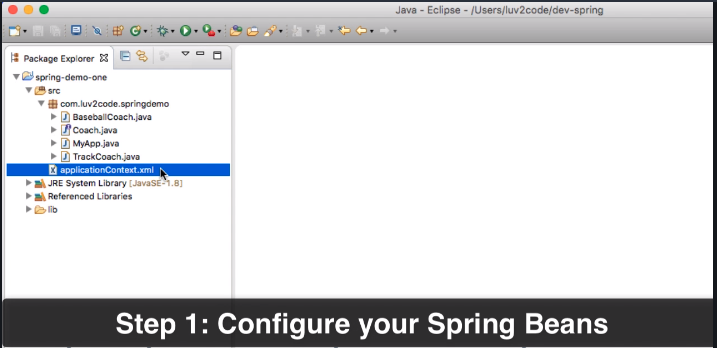 Java - Eclipse - /Users/luv2code/dev-spring
Package Explorer
spring-demo-one
src
com.luv2code.springdemo
BaseballCoach.java
Coach.java
MyApp.java
TrackCoach.java
applicationContext.xml
JRE System Library [JavaSE-1.8]
Referenced Libraries
lib
Step 1: Configure your Spring Beans